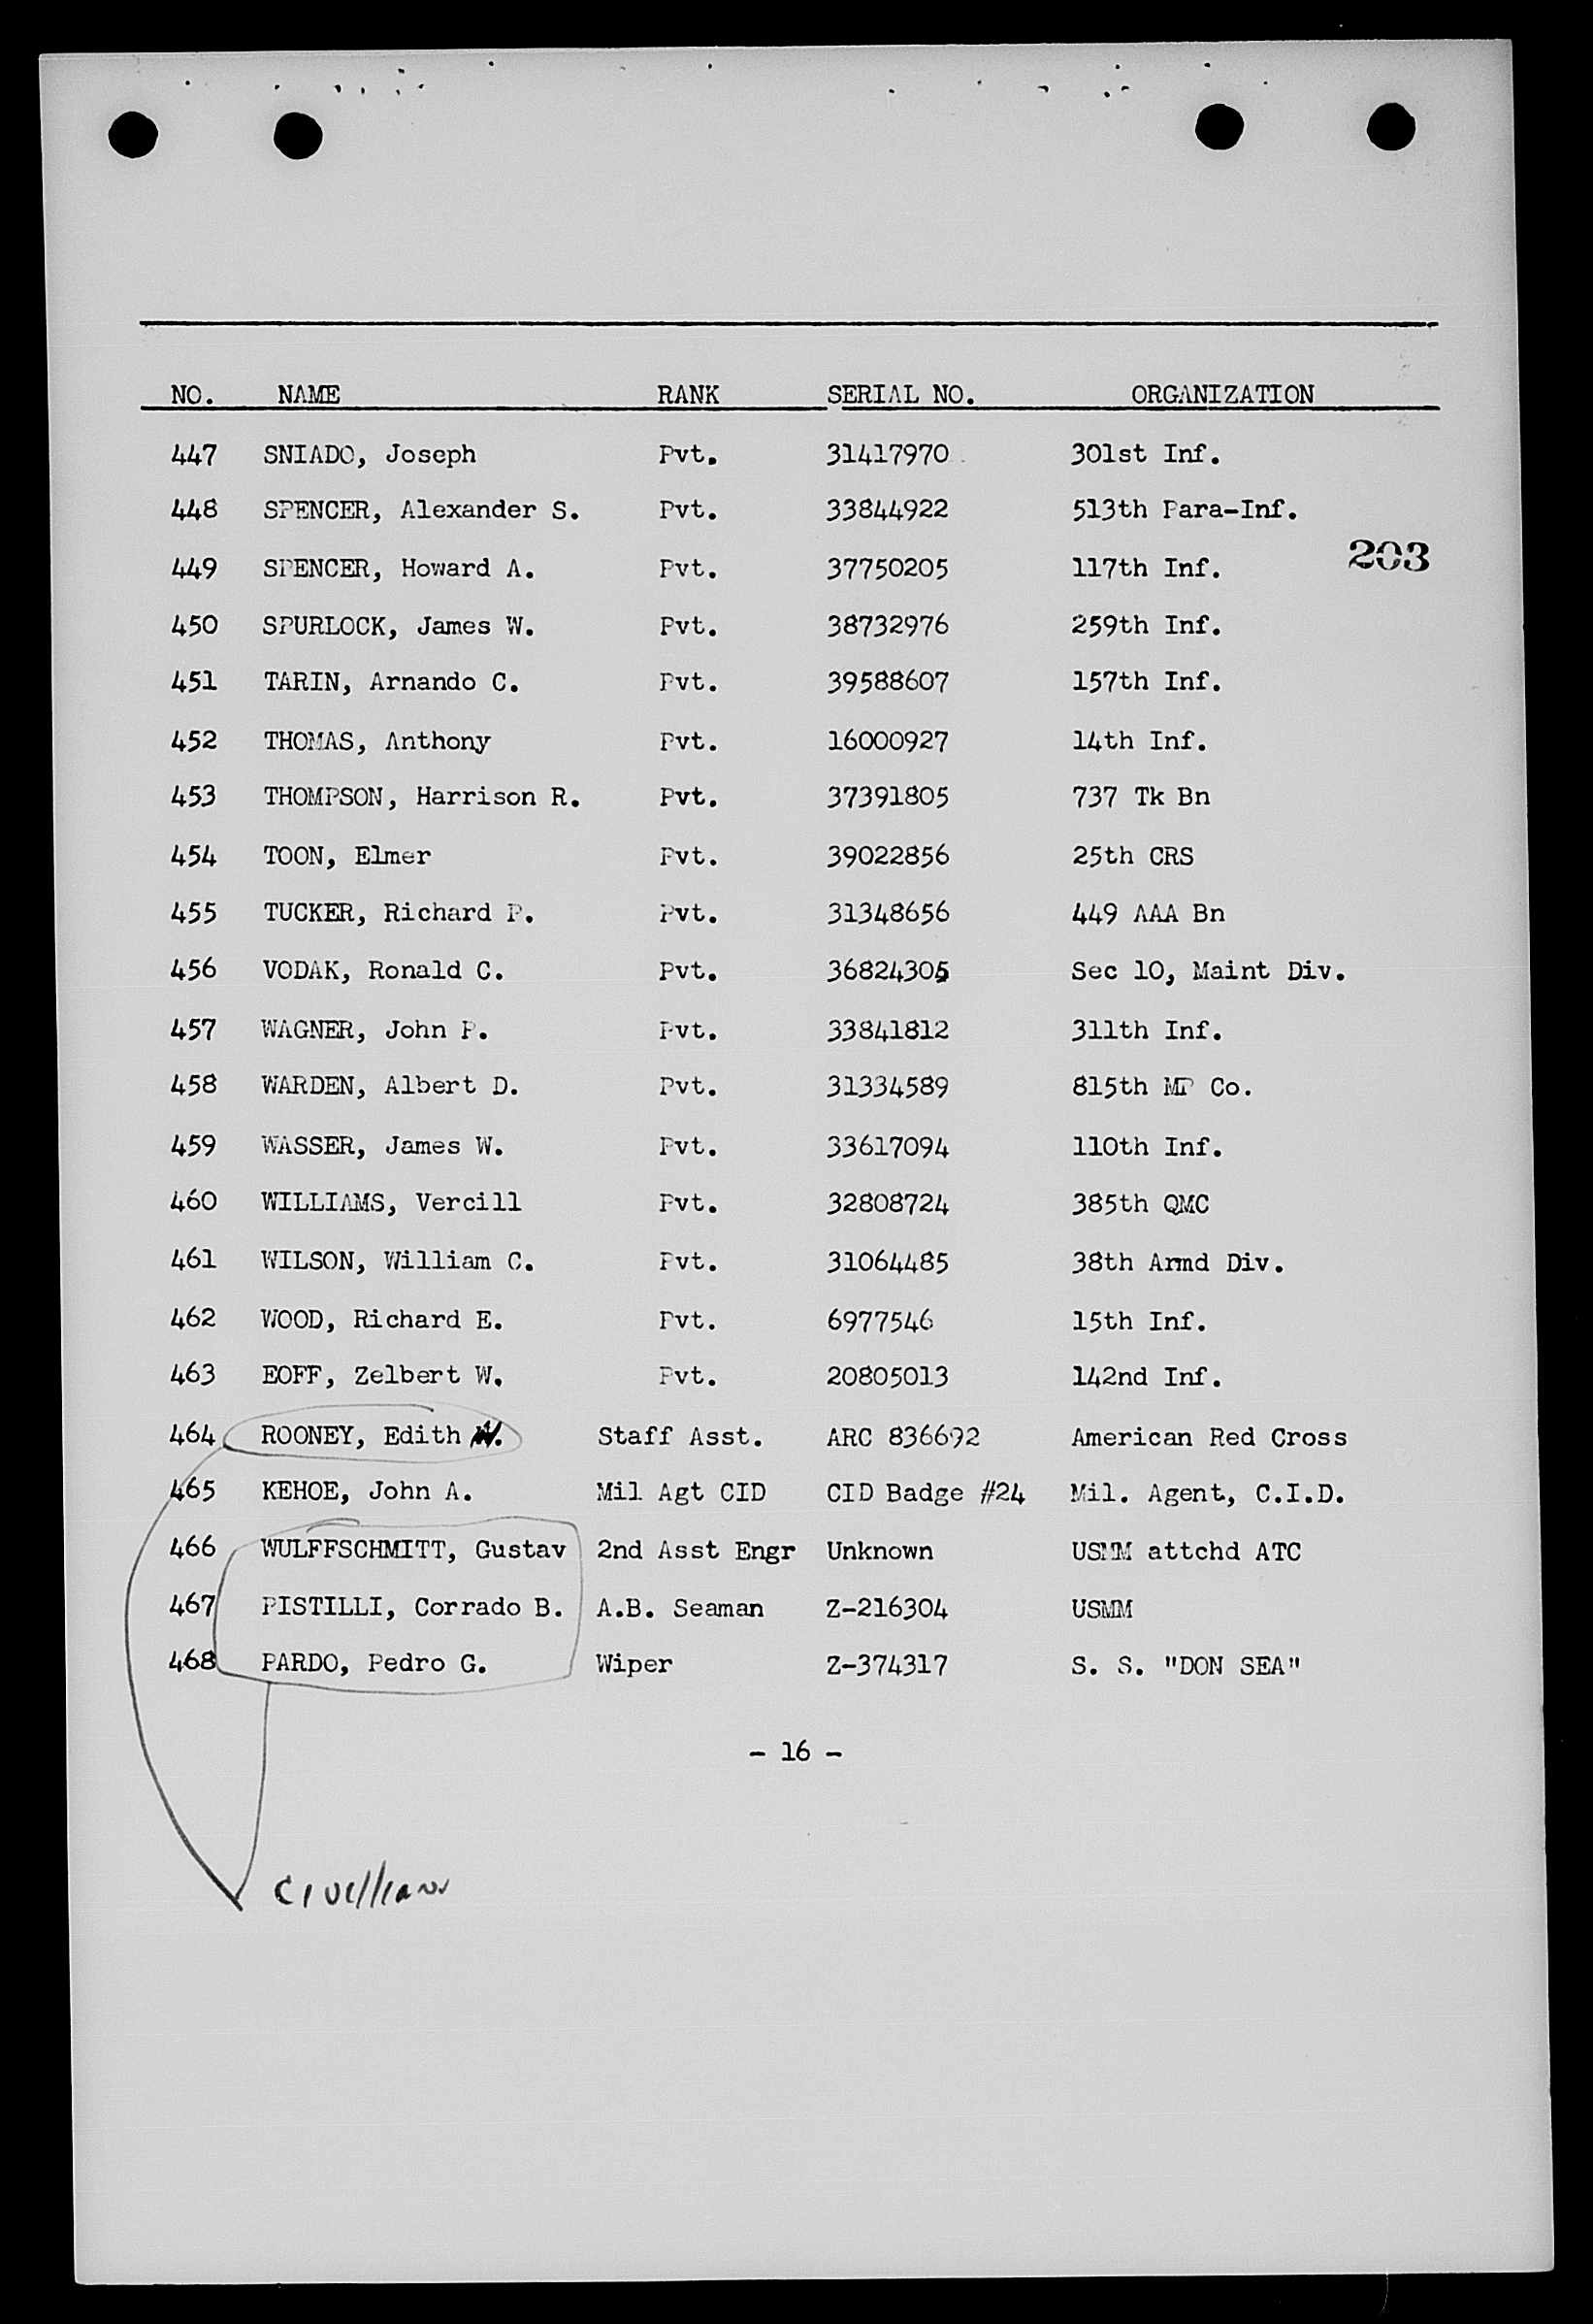 NO. NAME RANK SERIAL NO. ORGANIZATION
447 SNIADO, Joseph Pvt. 31417970 301st Inf.
448 SPENCER, Alexander S. Pvt. 33844922 513th Para-Inf.
203
449 SPENCER, Howard A. Pvt. 37750205 117th Inf.
450 SPURLOCK, James W. Pvt. 38732976 259th Inf.
451 TARIN, Arnando C. Pvt. 39588607 157th Inf.
452 THOMAS, Anthony Pvt. 16000927 14th Inf.
453 THOMPSON, Harrison R. Pvt. 37391805 737 Tk Bn
454 TOON, Elmer Pvt. 39022856 25th CRS
455 TUCKER, Richard P. Pvt. 31348656 449 AAA Bn
456 VODAK, Ronald C. Pvt. 36824305 Sec 10, Maint Div.
457 WAGNER, John P. Pvt. 33841812 311th Inf.
458 WARDEN, Albert D. Pvt. 31334589 815th MP Co.
459 WASSER, James W. Pvt. 33617094 110th Inf.
460 WILLIAMS, Vercill Pvt. 32808724 385th QMC
461 WILSON, William C. Pvt. 31064485 38th Armd Div.
462 WOOD, Richard E. Pvt. 6977546 15th Inf.
463 EOFF, Zelbert W. Pvt. 20805013 142nd Inf.
464 ROONEY, Edith Staff Asst. ARC 836692 American Red Cross
465 KEHOE, John A. Mil Agt CID CID Badge #24 Mil. Agent, C.I.D.
466 WULFFSCHMITT, Gustav 2nd Asst Engr Unknown USMM attchd ATC
467 PISTILLI, Corrado B. A.B. Seaman Z-216304 USMM
468 PARDO, Pedro G. Wiper Z-374317 S. S. "DON SEA"
- 16 -
Civilians